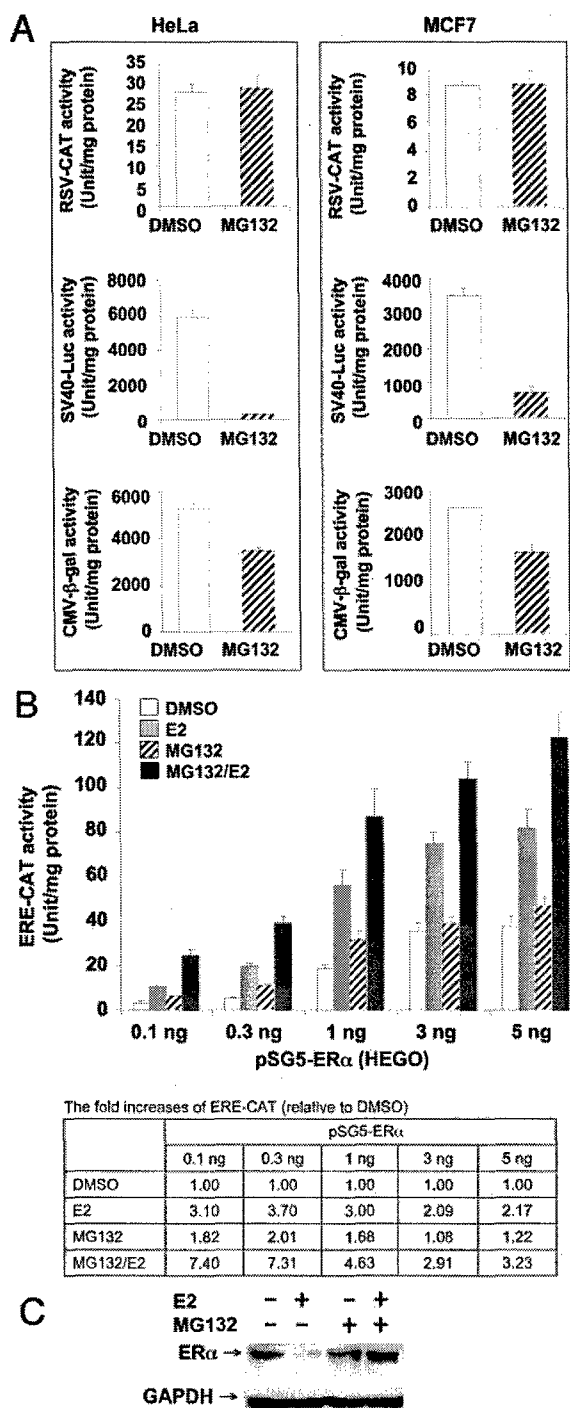 A
HeLa
MCF7
RSV-CAT activity
(Unit/mg protein)
35
30
25
20
15
10
5
0
DMSO MG132
RSV-CAT activity
(Unit/mg protein)
10
8
6
4
2
0
DMSO MG132
SV40-Luc activity
(Unit/mg protein)
8000
6000
4000
2000
0
DMSO MG132
SV40-Luc activity
(Unit/mg protein)
4000
3000
2000
1000
0
DMSO MG132
CMV-β-gal activity
(Unit/mg protein)
6000
4000
2000
0
DMSO MG132
CMV-β-gal activity
(Unit/mg protein)
3000
2000
1000
0
DMSO MG132
B
ERE-CAT activity
(Unit/mg protein)
140
120
100
80
60
40
20
0
DMSO
E2
MG132
MG132/E2
0.1 ng 0.3 ng 1 ng 3 ng 5 ng
pSG5-ERα (HEGO)
The fold increases of ERE-CAT (relative to DMSO)
pSG5-ERα
0.1 ng 0.3 ng 1 ng 3 ng 5 ng
DMSO 1.00 1.00 1.00 1.00 1.00
E2 3.10 3.70 3.00 2.09 2.17
MG132 1.82 2.01 1.68 1.08 1.22
MG132/E2 7.40 7.31 4.63 2.91 3.23
C
E2 - + - +
MG132 - - + +
ERα →
GAPDH →